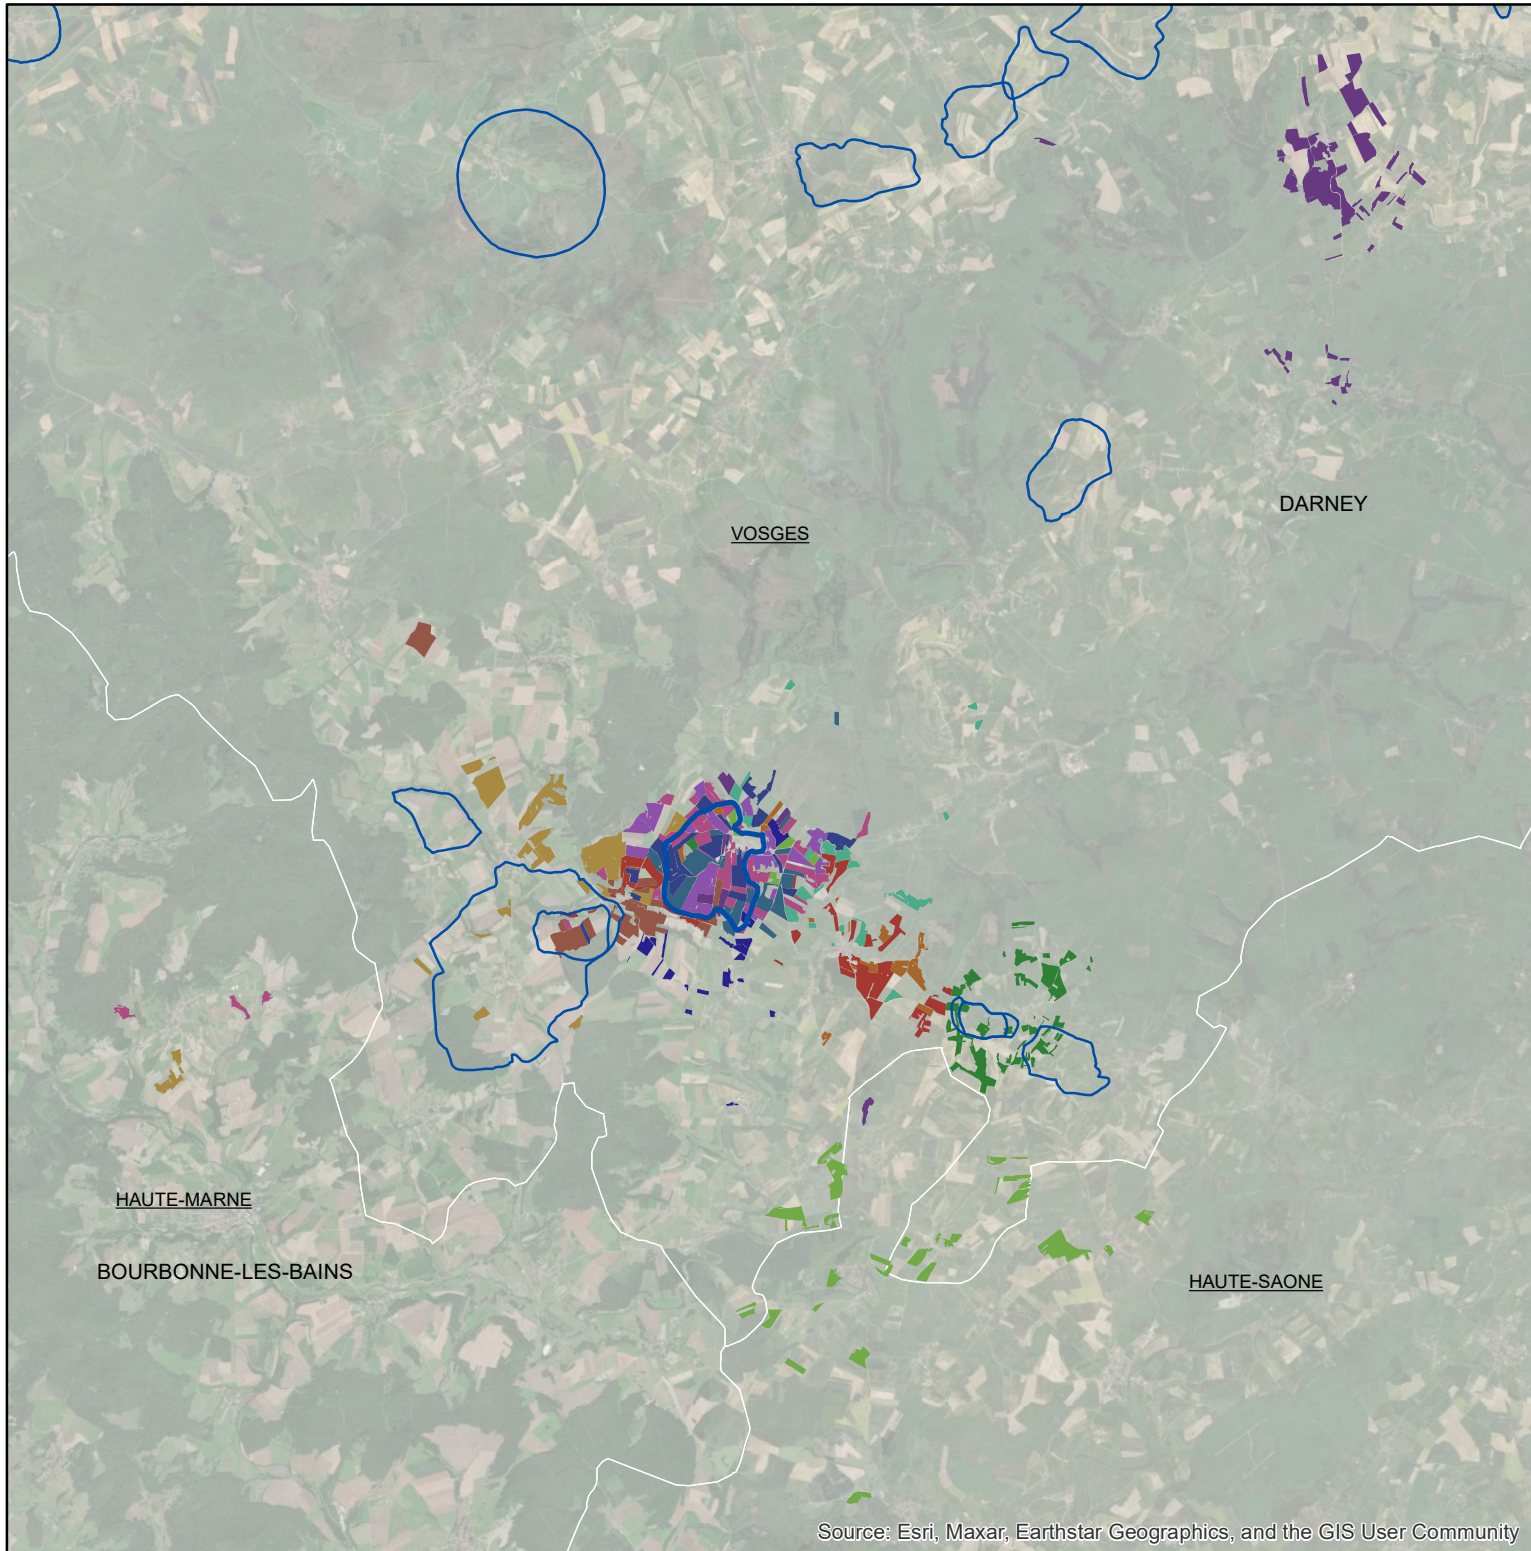 DARNEY
VOSGES
HAUTE-MARNE
BOURBONNE-LES-BAINS
HAUTE-SAONE
Source: Esri, Maxar, Earthstar Geographics, and the GIS User Community